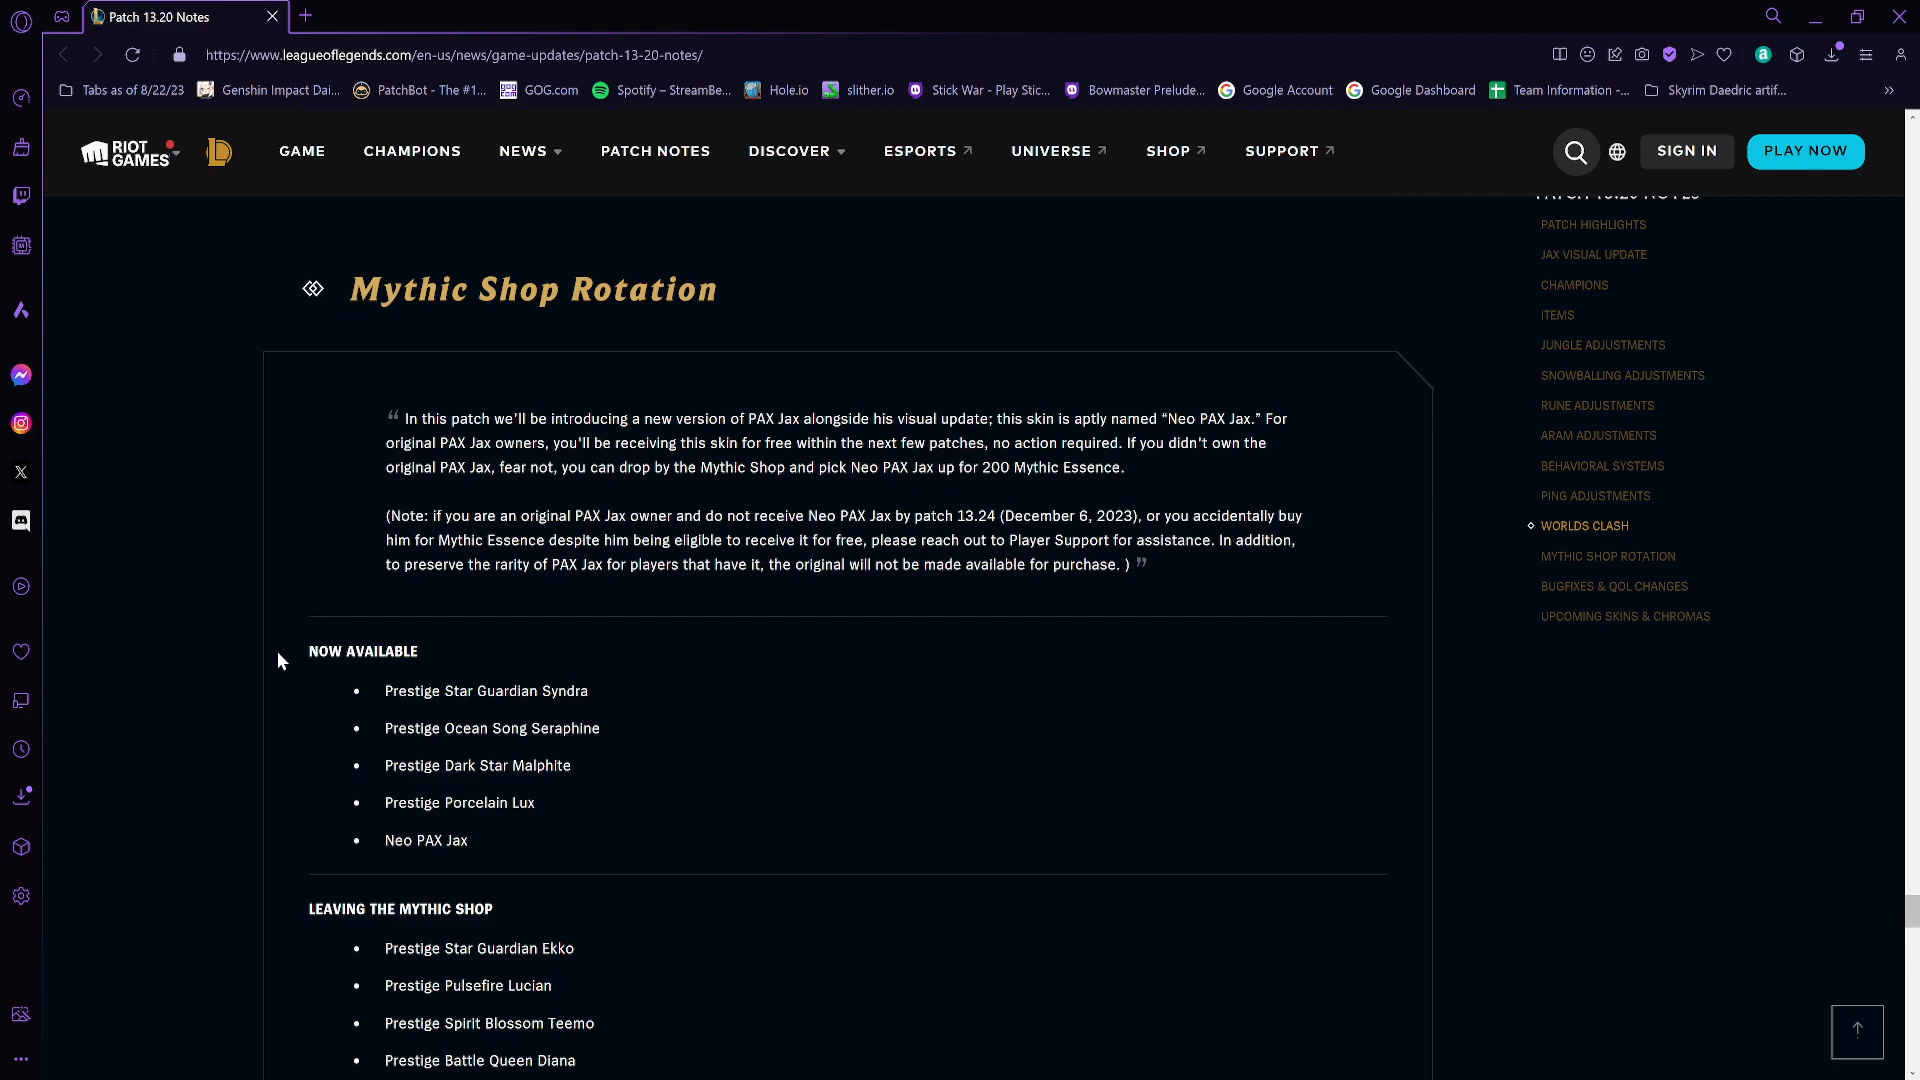 Patch 13.20 Notes
https://www.leagueoflegends.com/en-us/news/game-updates/patch-13-20-notes/
Tabs as of 8/22/23 Genshin Impact Dai... PatchBot - The #1... GOG.com Spotify – StreamBe... Hole.io slither.io Stick War - Play Stic... Bowmaster Prelude... Google Account Google Dashboard Team Information -... Skyrim Daedric artif...
RIOT GAMES GAME CHAMPIONS NEWS PATCH NOTES DISCOVER ESPORTS UNIVERSE SHOP SUPPORT SIGN IN PLAY NOW
PATCH 13.20 NOTES
PATCH HIGHLIGHTS
JAX VISUAL UPDATE
CHAMPIONS
ITEMS
JUNGLE ADJUSTMENTS
SNOWBALLING ADJUSTMENTS
RUNE ADJUSTMENTS
ARAM ADJUSTMENTS
BEHAVIORAL SYSTEMS
PING ADJUSTMENTS
WORLDS CLASH
MYTHIC SHOP ROTATION
BUGFIXES & QOL CHANGES
UPCOMING SKINS & CHROMAS
Mythic Shop Rotation
“ In this patch we’ll be introducing a new version of PAX Jax alongside his visual update; this skin is aptly named “Neo PAX Jax.” For
original PAX Jax owners, you'll be receiving this skin for free within the next few patches, no action required. If you didn't own the
original PAX Jax, fear not, you can drop by the Mythic Shop and pick Neo PAX Jax up for 200 Mythic Essence.
(Note: if you are an original PAX Jax owner and do not receive Neo PAX Jax by patch 13.24 (December 6, 2023), or you accidentally buy
him for Mythic Essence despite him being eligible to receive it for free, please reach out to Player Support for assistance. In addition,
to preserve the rarity of PAX Jax for players that have it, the original will not be made available for purchase. ) ”
NOW AVAILABLE
• Prestige Star Guardian Syndra
• Prestige Ocean Song Seraphine
• Prestige Dark Star Malphite
• Prestige Porcelain Lux
• Neo PAX Jax
LEAVING THE MYTHIC SHOP
• Prestige Star Guardian Ekko
• Prestige Pulsefire Lucian
• Prestige Spirit Blossom Teemo
• Prestige Battle Queen Diana